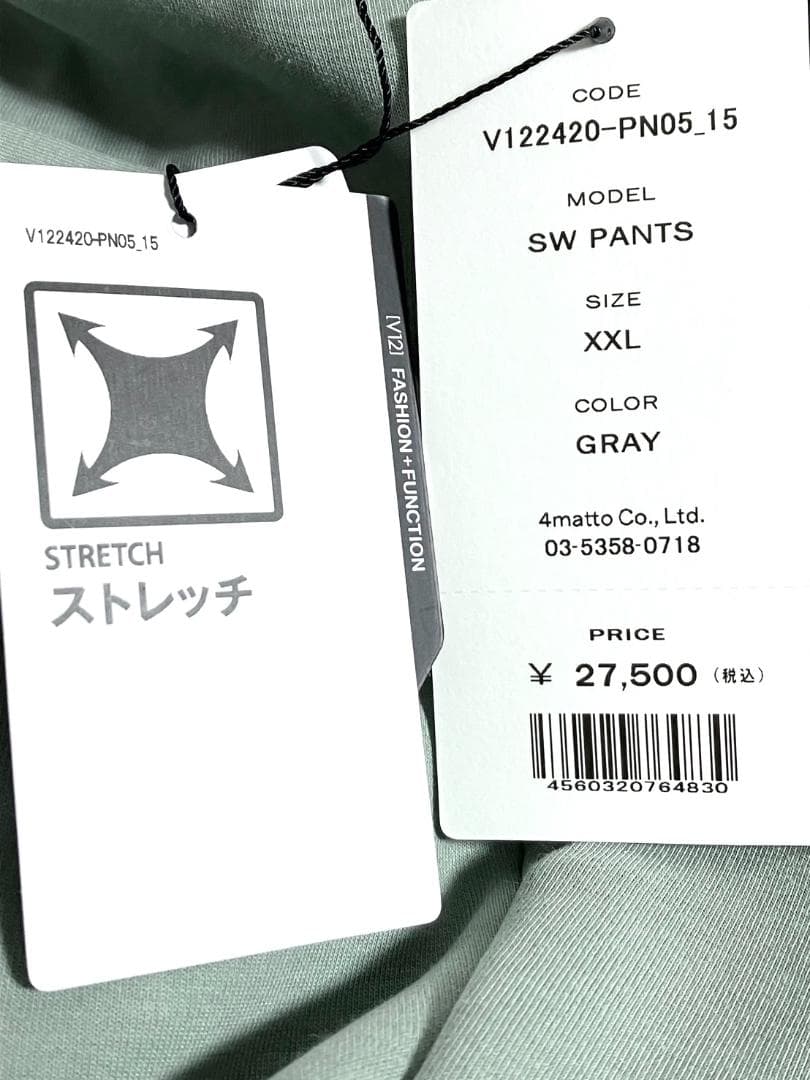 V122420-PN05_15
STRETCH
ストレッチ
[V12] FASHION+FUNCTION
CODE
V122420-PN05_15
MODEL
SW PANTS
SIZE
XXL
COLOR
GRAY
4matto Co., Ltd.
03-5358-0718
PRICE
¥ 27,500 (税込)
4560320764830